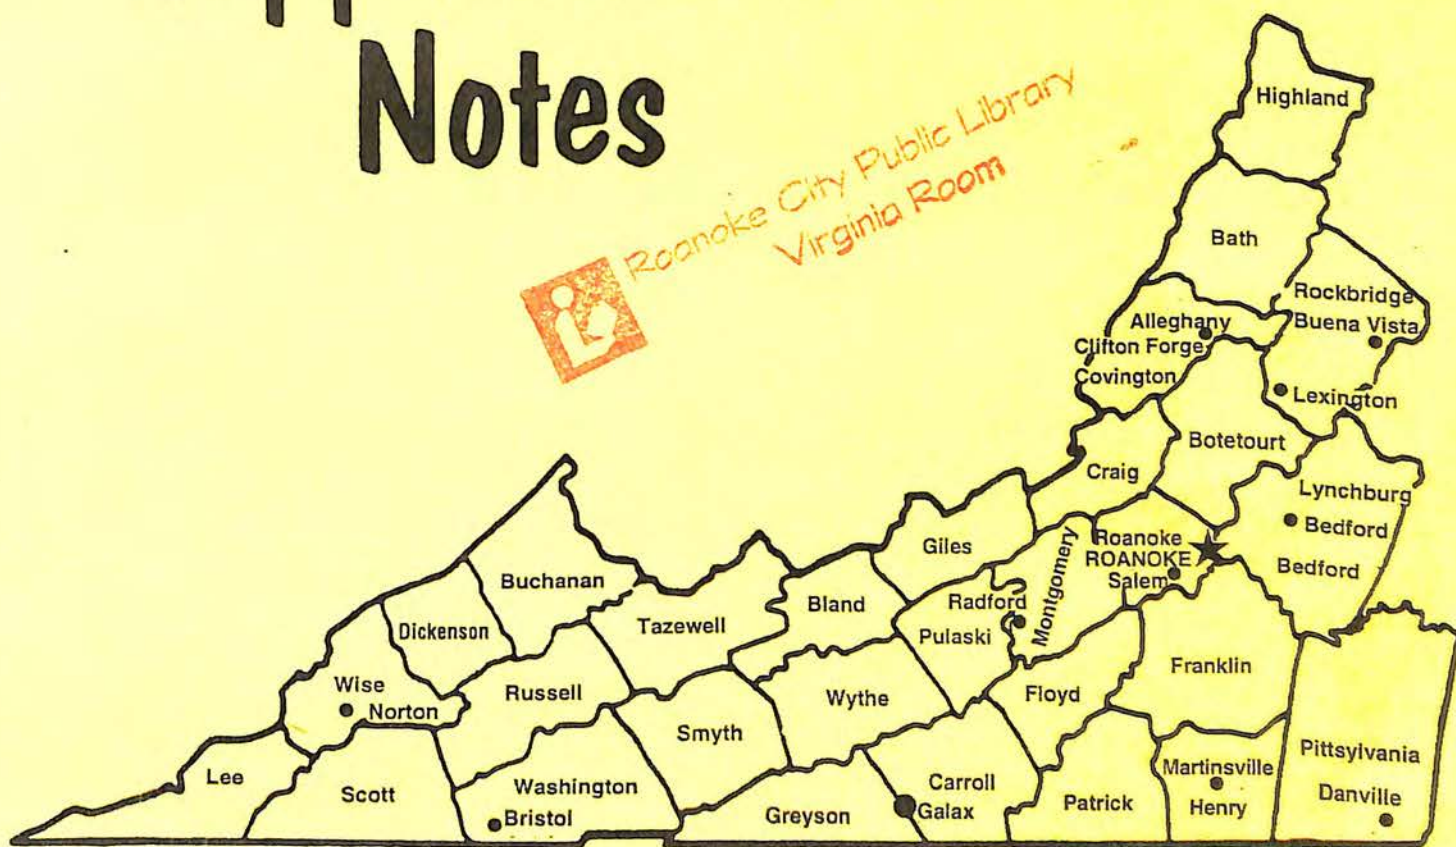 Notes
Roanoke City Public Library
Virginia Room
Highland
Bath
Rockbridge
Alleghany
Buena Vista
Clifton Forge
Covington
Lexington
Botetourt
Craig
Lynchburg
Bedford
Giles
Roanoke
ROANOKE
Salem
Bedford
Buchanan
Montgomery
Bland
Radford
Dickenson
Tazewell
Pulaski
Franklin
Wise
Russell
Wythe
Floyd
Norton
Smyth
Pittsylvania
Lee
Martinsville
Scott
Washington
Carroll
Patrick
Henry
Danville
Bristol
Greyson
Galax